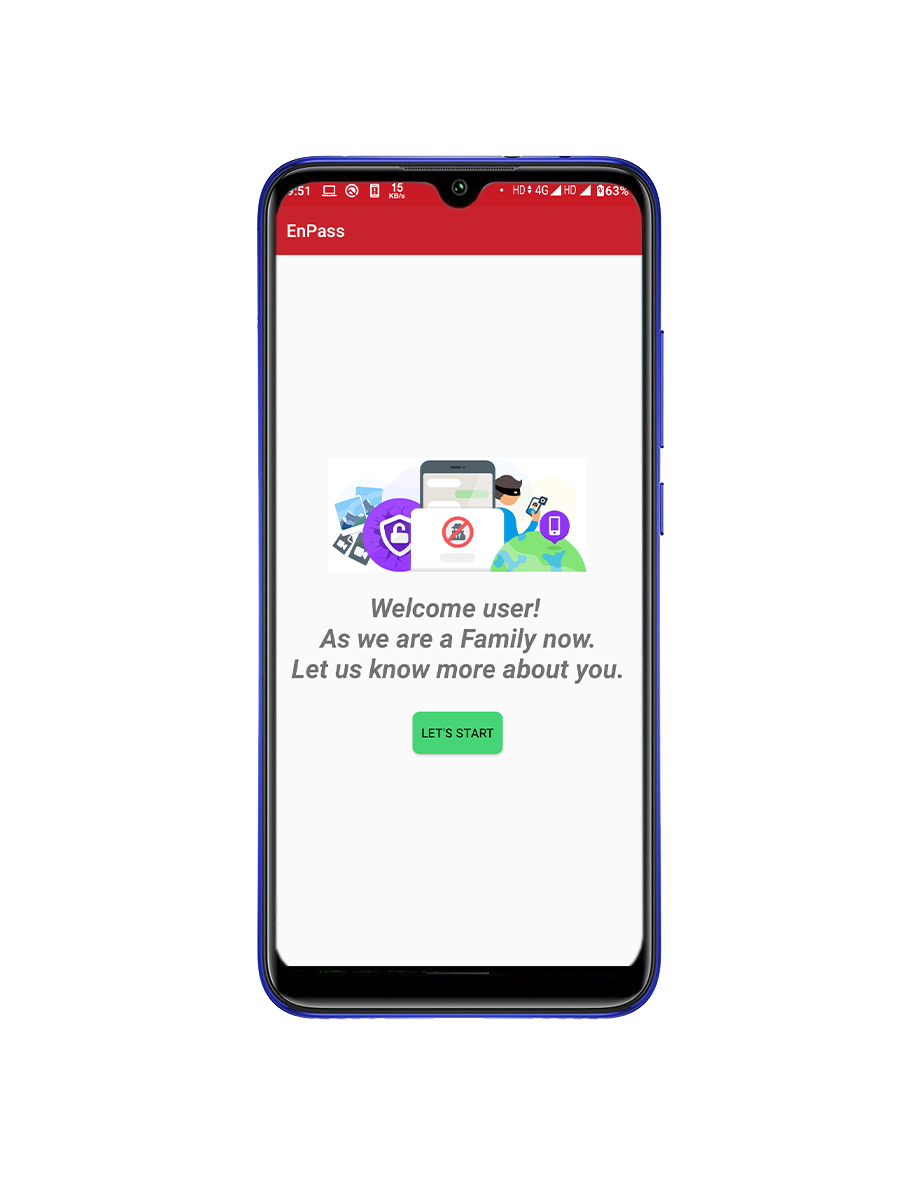 :51 15 KB/s HD 4G HD 63%
EnPass
Welcome user!
As we are a Family now.
Let us know more about you.
LET'S START